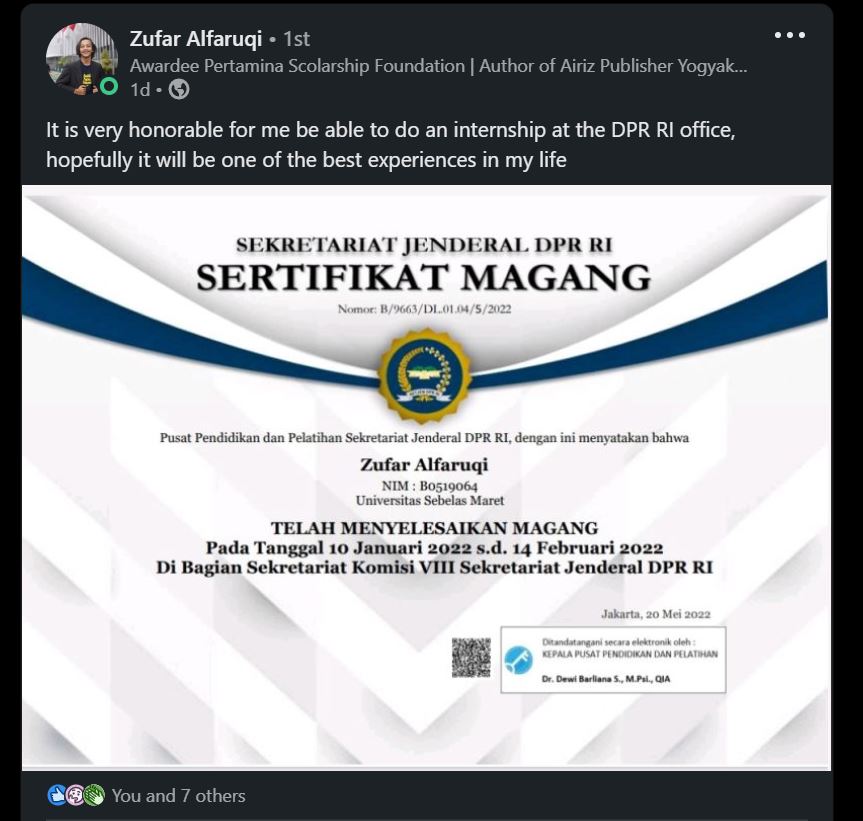 Zufar Alfaruqi • 1st
Awardee Pertamina Scolarship Foundation | Author of Airiz Publisher Yogyak...
1d •
It is very honorable for me be able to do an internship at the DPR RI office,
hopefully it will be one of the best experiences in my life
SEKRETARIAT JENDERAL DPR RI
SERTIFIKAT MAGANG
Nomor: B/9663/DL.01.04/5/2022
Pusat Pendidikan dan Pelatihan Sekretariat Jenderal DPR RI, dengan ini menyatakan bahwa
Zufar Alfaruqi
NIM : B0519064
Universitas Sebelas Maret
TELAH MENYELESAIKAN MAGANG
Pada Tanggal 10 Januari 2022 s.d. 14 Februari 2022
Di Bagian Sekretariat Komisi VIII Sekretariat Jenderal DPR RI
Jakarta, 20 Mei 2022
Ditandatangani secara elektronik oleh :
KEPALA PUSAT PENDIDIKAN DAN PELATIHAN
Dr. Dewi Barliana S., M.Psi., QIA
You and 7 others